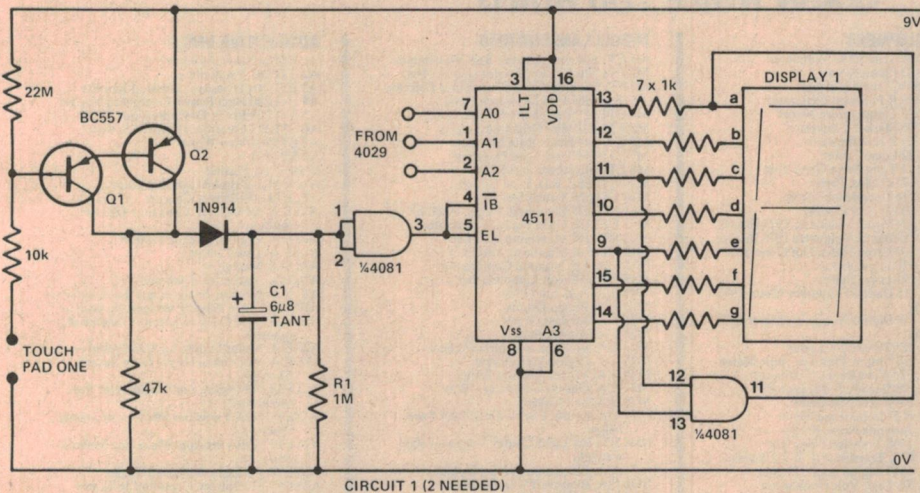 9V
22M
BC557
Q2
Q1
1N914
10k
TOUCH
PAD ONE
47k
+
C1
6μ8
TANT
R1
1M
1
2
3
¼4081
FROM
4029
7
1
2
4
5
A0
A1
A2
IB
EL
3
16
ILT
VDD
4511
Vss
A3
8
6
13
12
11
10
9
15
14
7 x 1k
DISPLAY 1
a
b
c
d
e
f
g
12
13
11
¼4081
0V
CIRCUIT 1 (2 NEEDED)